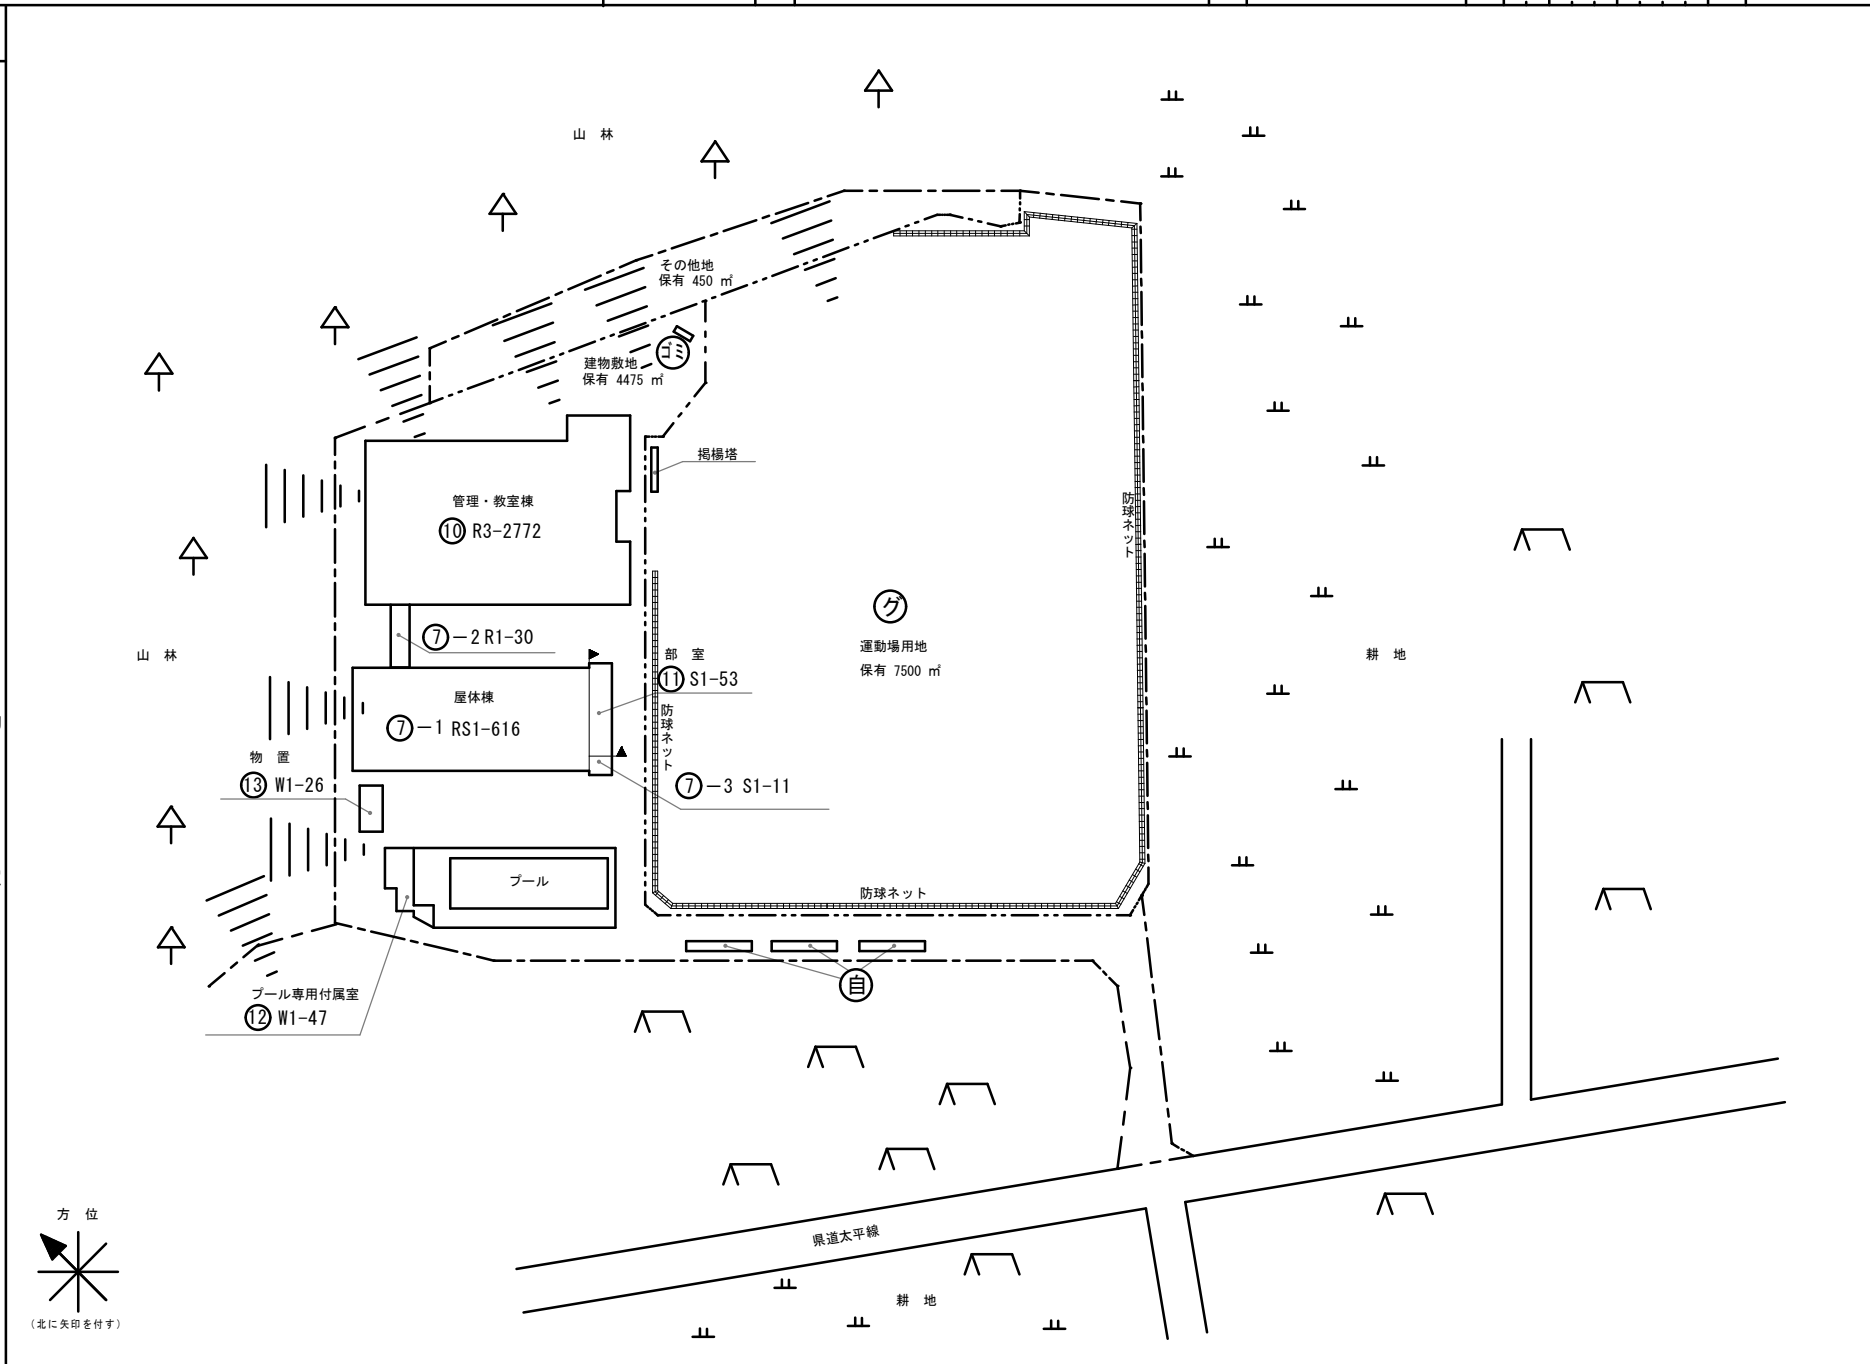 山 林
その他地
保有 450 ㎡
ゴミ
建物敷地
保有 4475 ㎡
掲楊塔
管理・教室棟
⑩ R3-2772
防球ネット
グ
運動場用地
保有 7500 ㎡
⑦－2 R1-30
山 林
部 室
⑪ S1-53
耕 地
屋体棟
⑦－1 RS1-616
防球ネット
物 置
⑬ W1-26
⑦－3 S1-11
プール
防球ネット
自
プール専用付属室
⑫ W1-47
方 位
(北に矢印を付す)
県道太平線
耕 地